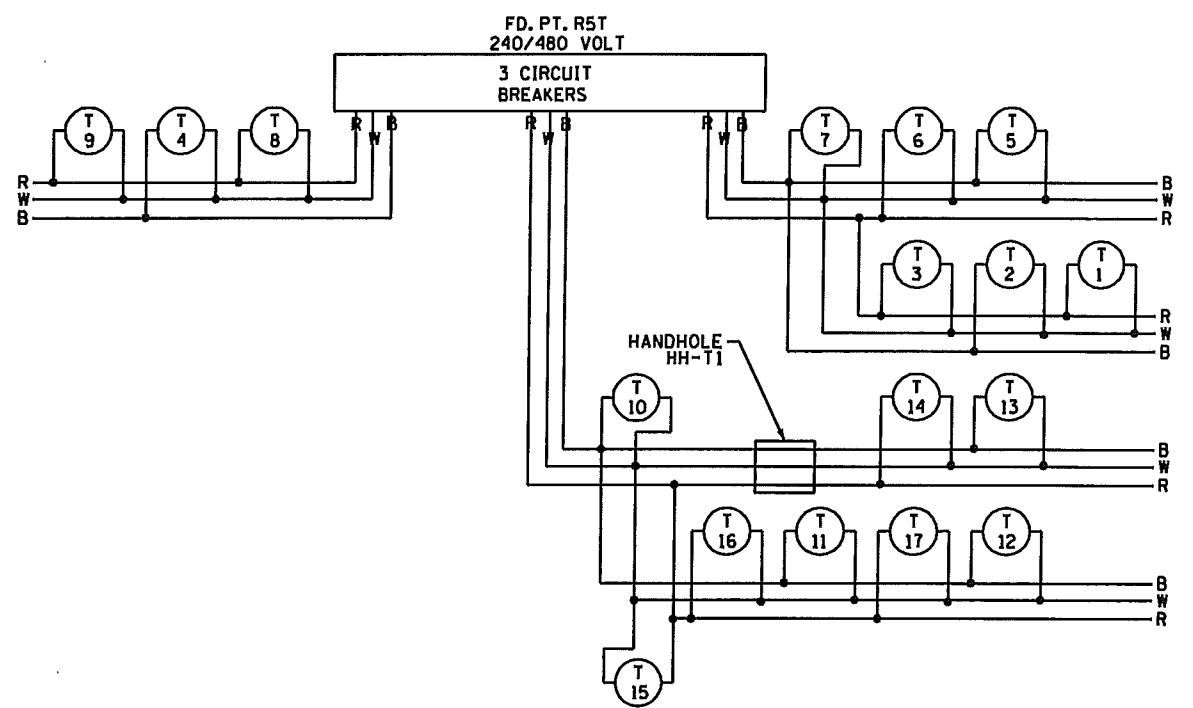 FD. PT. R5T
240/480 VOLT
3 CIRCUIT
BREAKERS
R W B
R W B
R W B
T 9
T 4
T 8
T 7
T 6
T 5
R
W
B
B
W
R
T 3
T 2
T 1
R
W
B
HANDHOLE
HH-T1
T 10
T 14
T 13
B
W
R
T 16
T 11
T 17
T 12
B
W
R
T 15